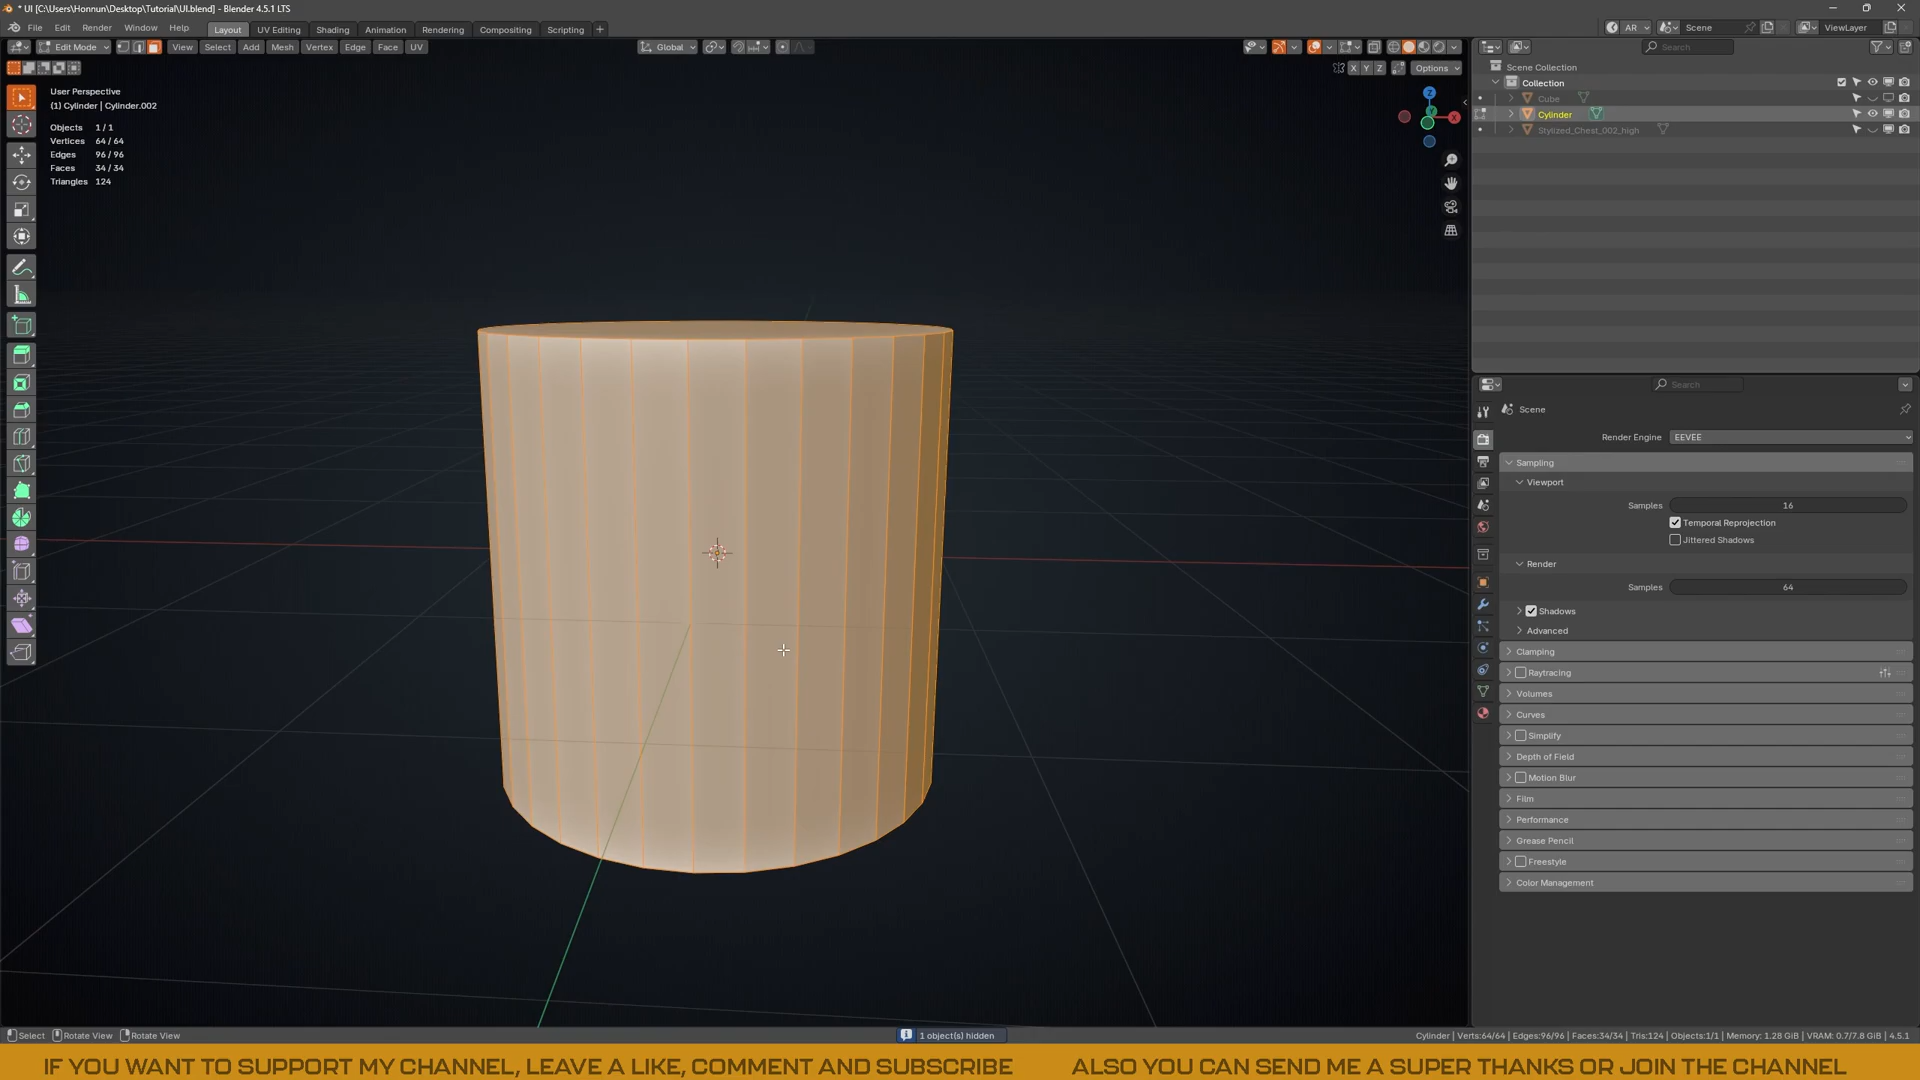 * UI [C:\Users\Honnun\Desktop\Tutorial\UI.blend] - Blender 4.5.1 LTS
File Edit Render Window Help Layout UV Editing Shading Animation Rendering Compositing Scripting + AR Scene ViewLayer
Edit Mode View Select Add Mesh Vertex Edge Face UV Global Search
X Y Z Options
User Perspective
(1) Cylinder | Cylinder.002
Objects 1 / 1
Vertices 64 / 64
Edges 96 / 96
Faces 34 / 34
Triangles 124
Z
Y
X
Scene Collection
Collection
Cube
Cylinder
Stylized_Chest_002_high
Search
Scene
Render Engine EEVEE
Sampling
Viewport
Samples 16
Temporal Reprojection
Jittered Shadows
Render
Samples 64
Shadows
Advanced
Clamping
Raytracing
Volumes
Curves
Simplify
Depth of Field
Motion Blur
Film
Performance
Grease Pencil
Freestyle
Color Management
Select Rotate View Rotate View 1 object(s) hidden Cylinder | Verts:64/64 | Edges:96/96 | Faces:34/34 | Tris:124 | Objects:1/1 | Memory: 1.28 GiB | VRAM: 0.7/7.8 GiB | 4.5.1
IF YOU WANT TO SUPPORT MY CHANNEL, LEAVE A LIKE, COMMENT AND SUBSCRIBE ALSO YOU CAN SEND ME A SUPER THANKS OR JOIN THE CHANNEL